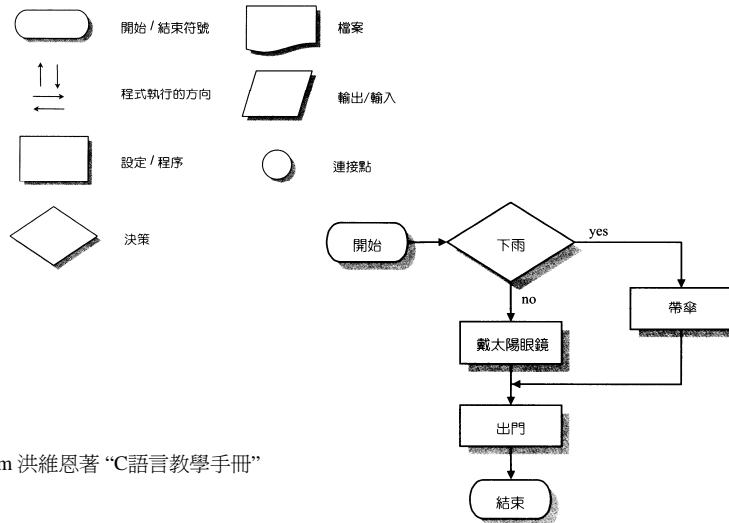 開始 / 結束符號
檔案
程式執行的方向
輸出/輸入
設定 / 程序
連接點
決策
開始
下雨
yes
no
帶傘
戴太陽眼鏡
出門
m 洪維恩著 “C語言教學手冊”
結束